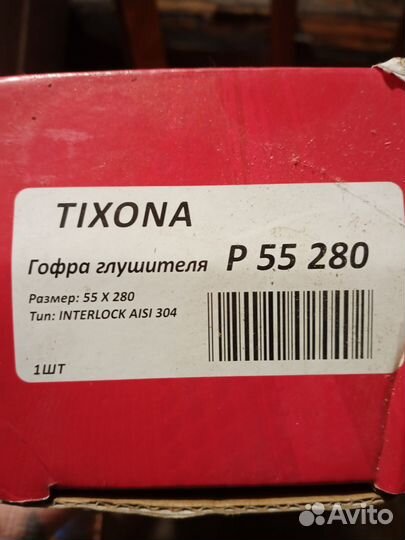 TIXONA
Гофра глушителя P 55 280
Размер: 55 X 280
Тип: INTERLOCK AISI 304
1ШТ
Avito